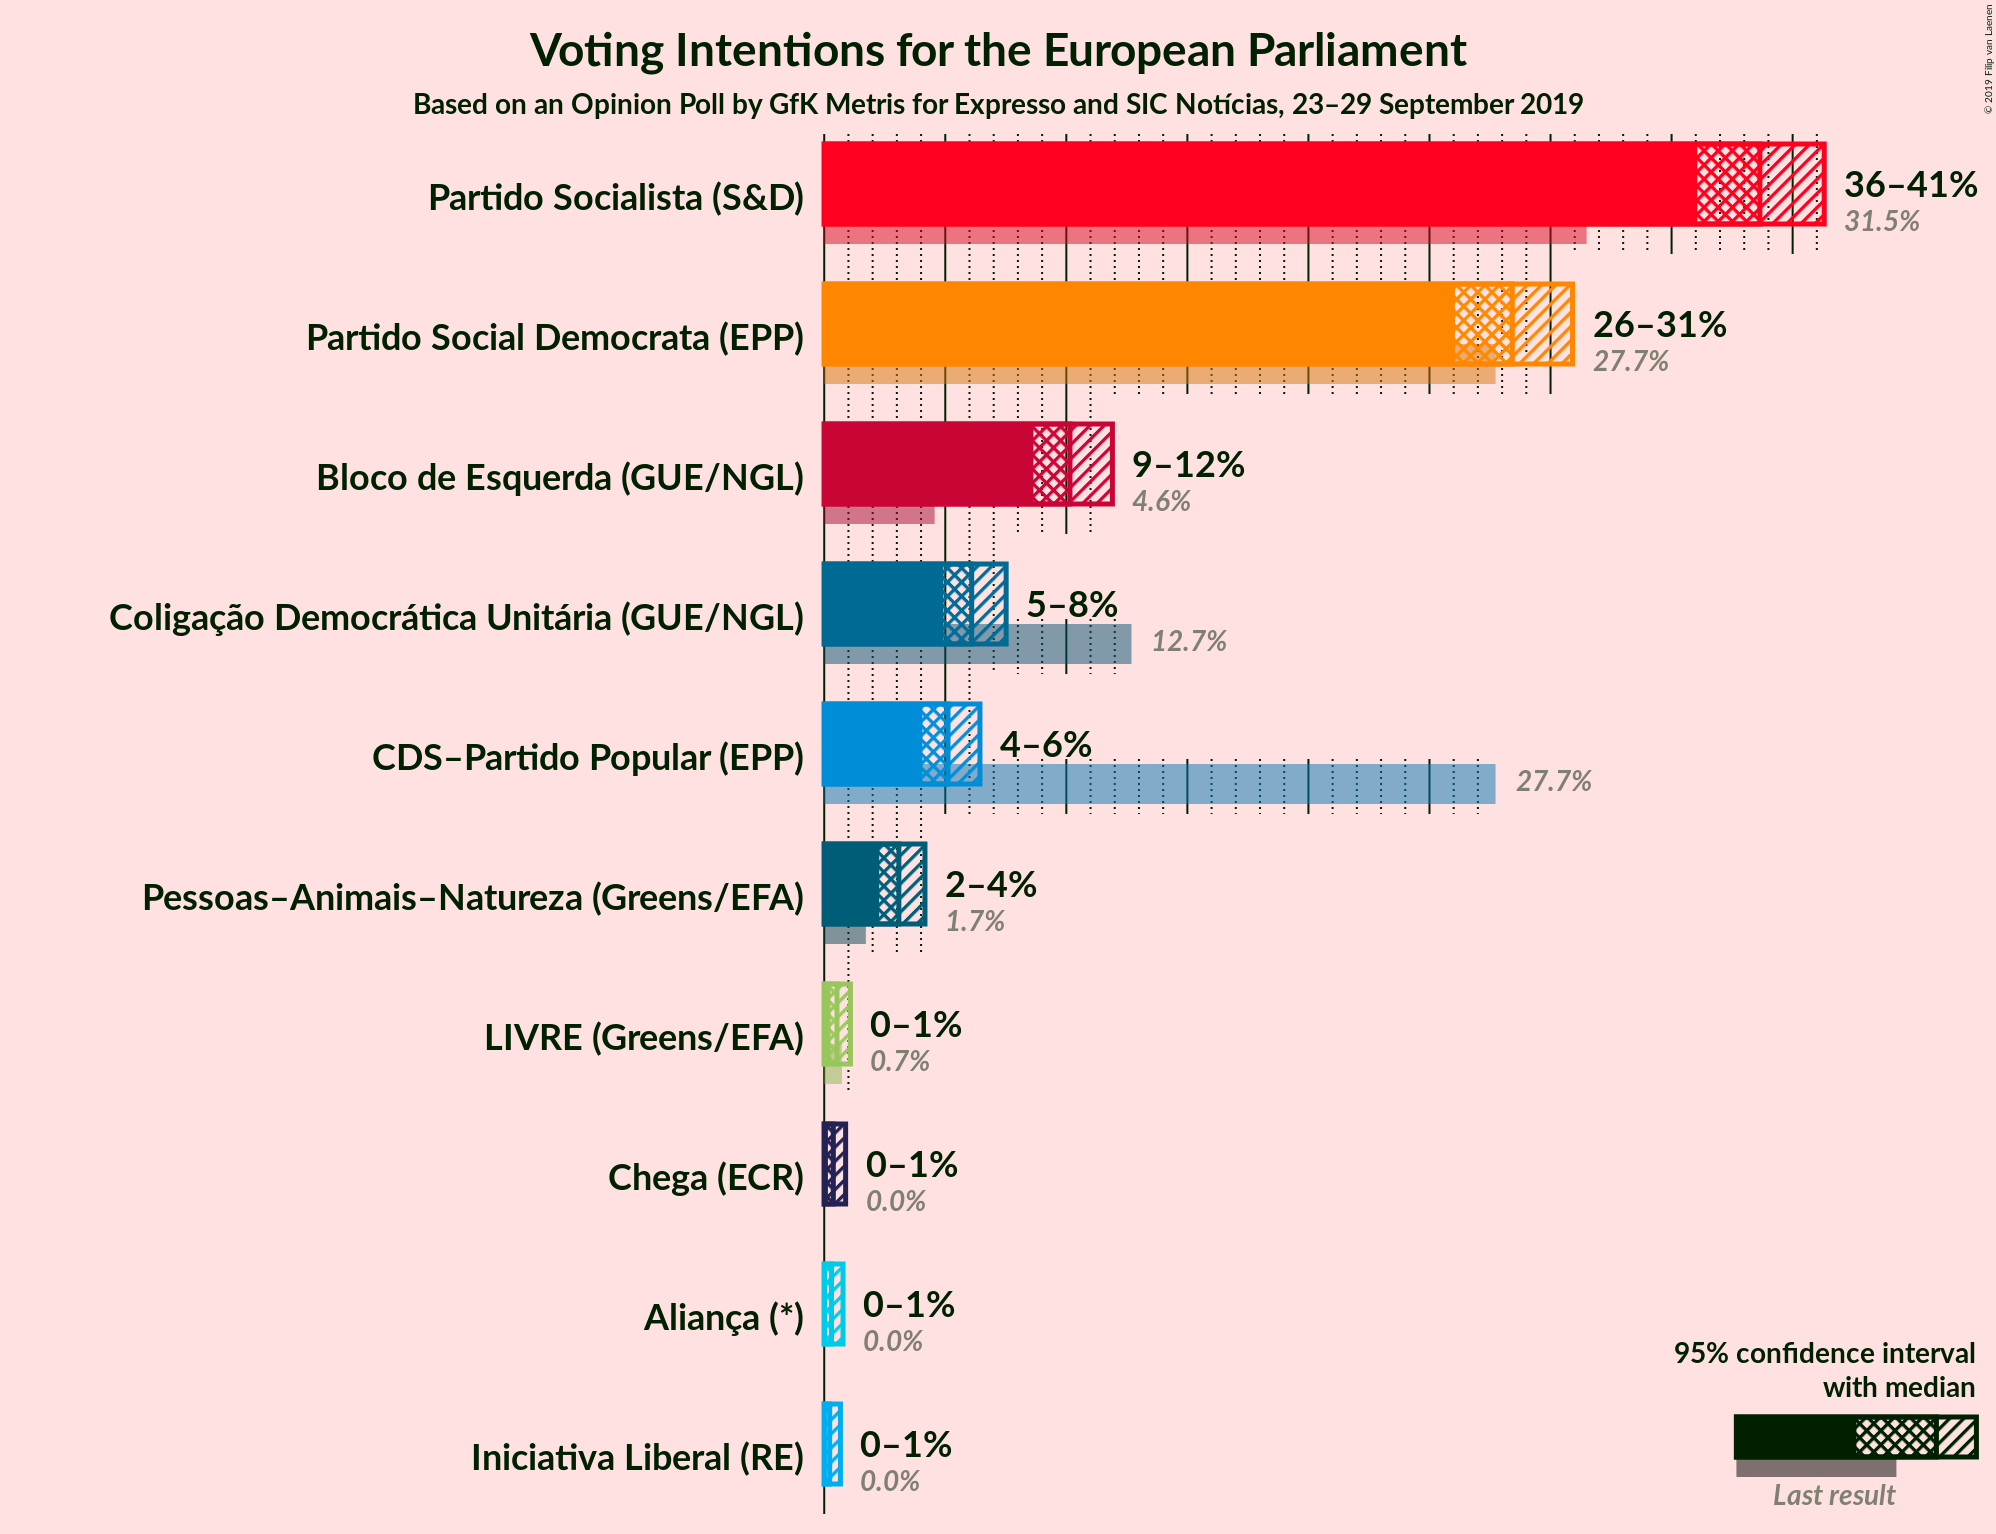 Voting Intentions for the European Parliament
Based on an Opinion Poll by GfK Metris for Expresso and SIC Notícias, 23–29 September 2019
© 2019 Filip van Laenen
Partido Socialista (S&D)
36–41%
31.5%
Partido Social Democrata (EPP)
26–31%
27.7%
Bloco de Esquerda (GUE/NGL)
9–12%
4.6%
Coligação Democrática Unitária (GUE/NGL)
5–8%
12.7%
CDS–Partido Popular (EPP)
4–6%
27.7%
Pessoas–Animais–Natureza (Greens/EFA)
2–4%
1.7%
LIVRE (Greens/EFA)
0–1%
0.7%
Chega (ECR)
0–1%
0.0%
Aliança (*)
0–1%
0.0%
Iniciativa Liberal (RE)
0–1%
0.0%
95% confidence interval
with median
Last result